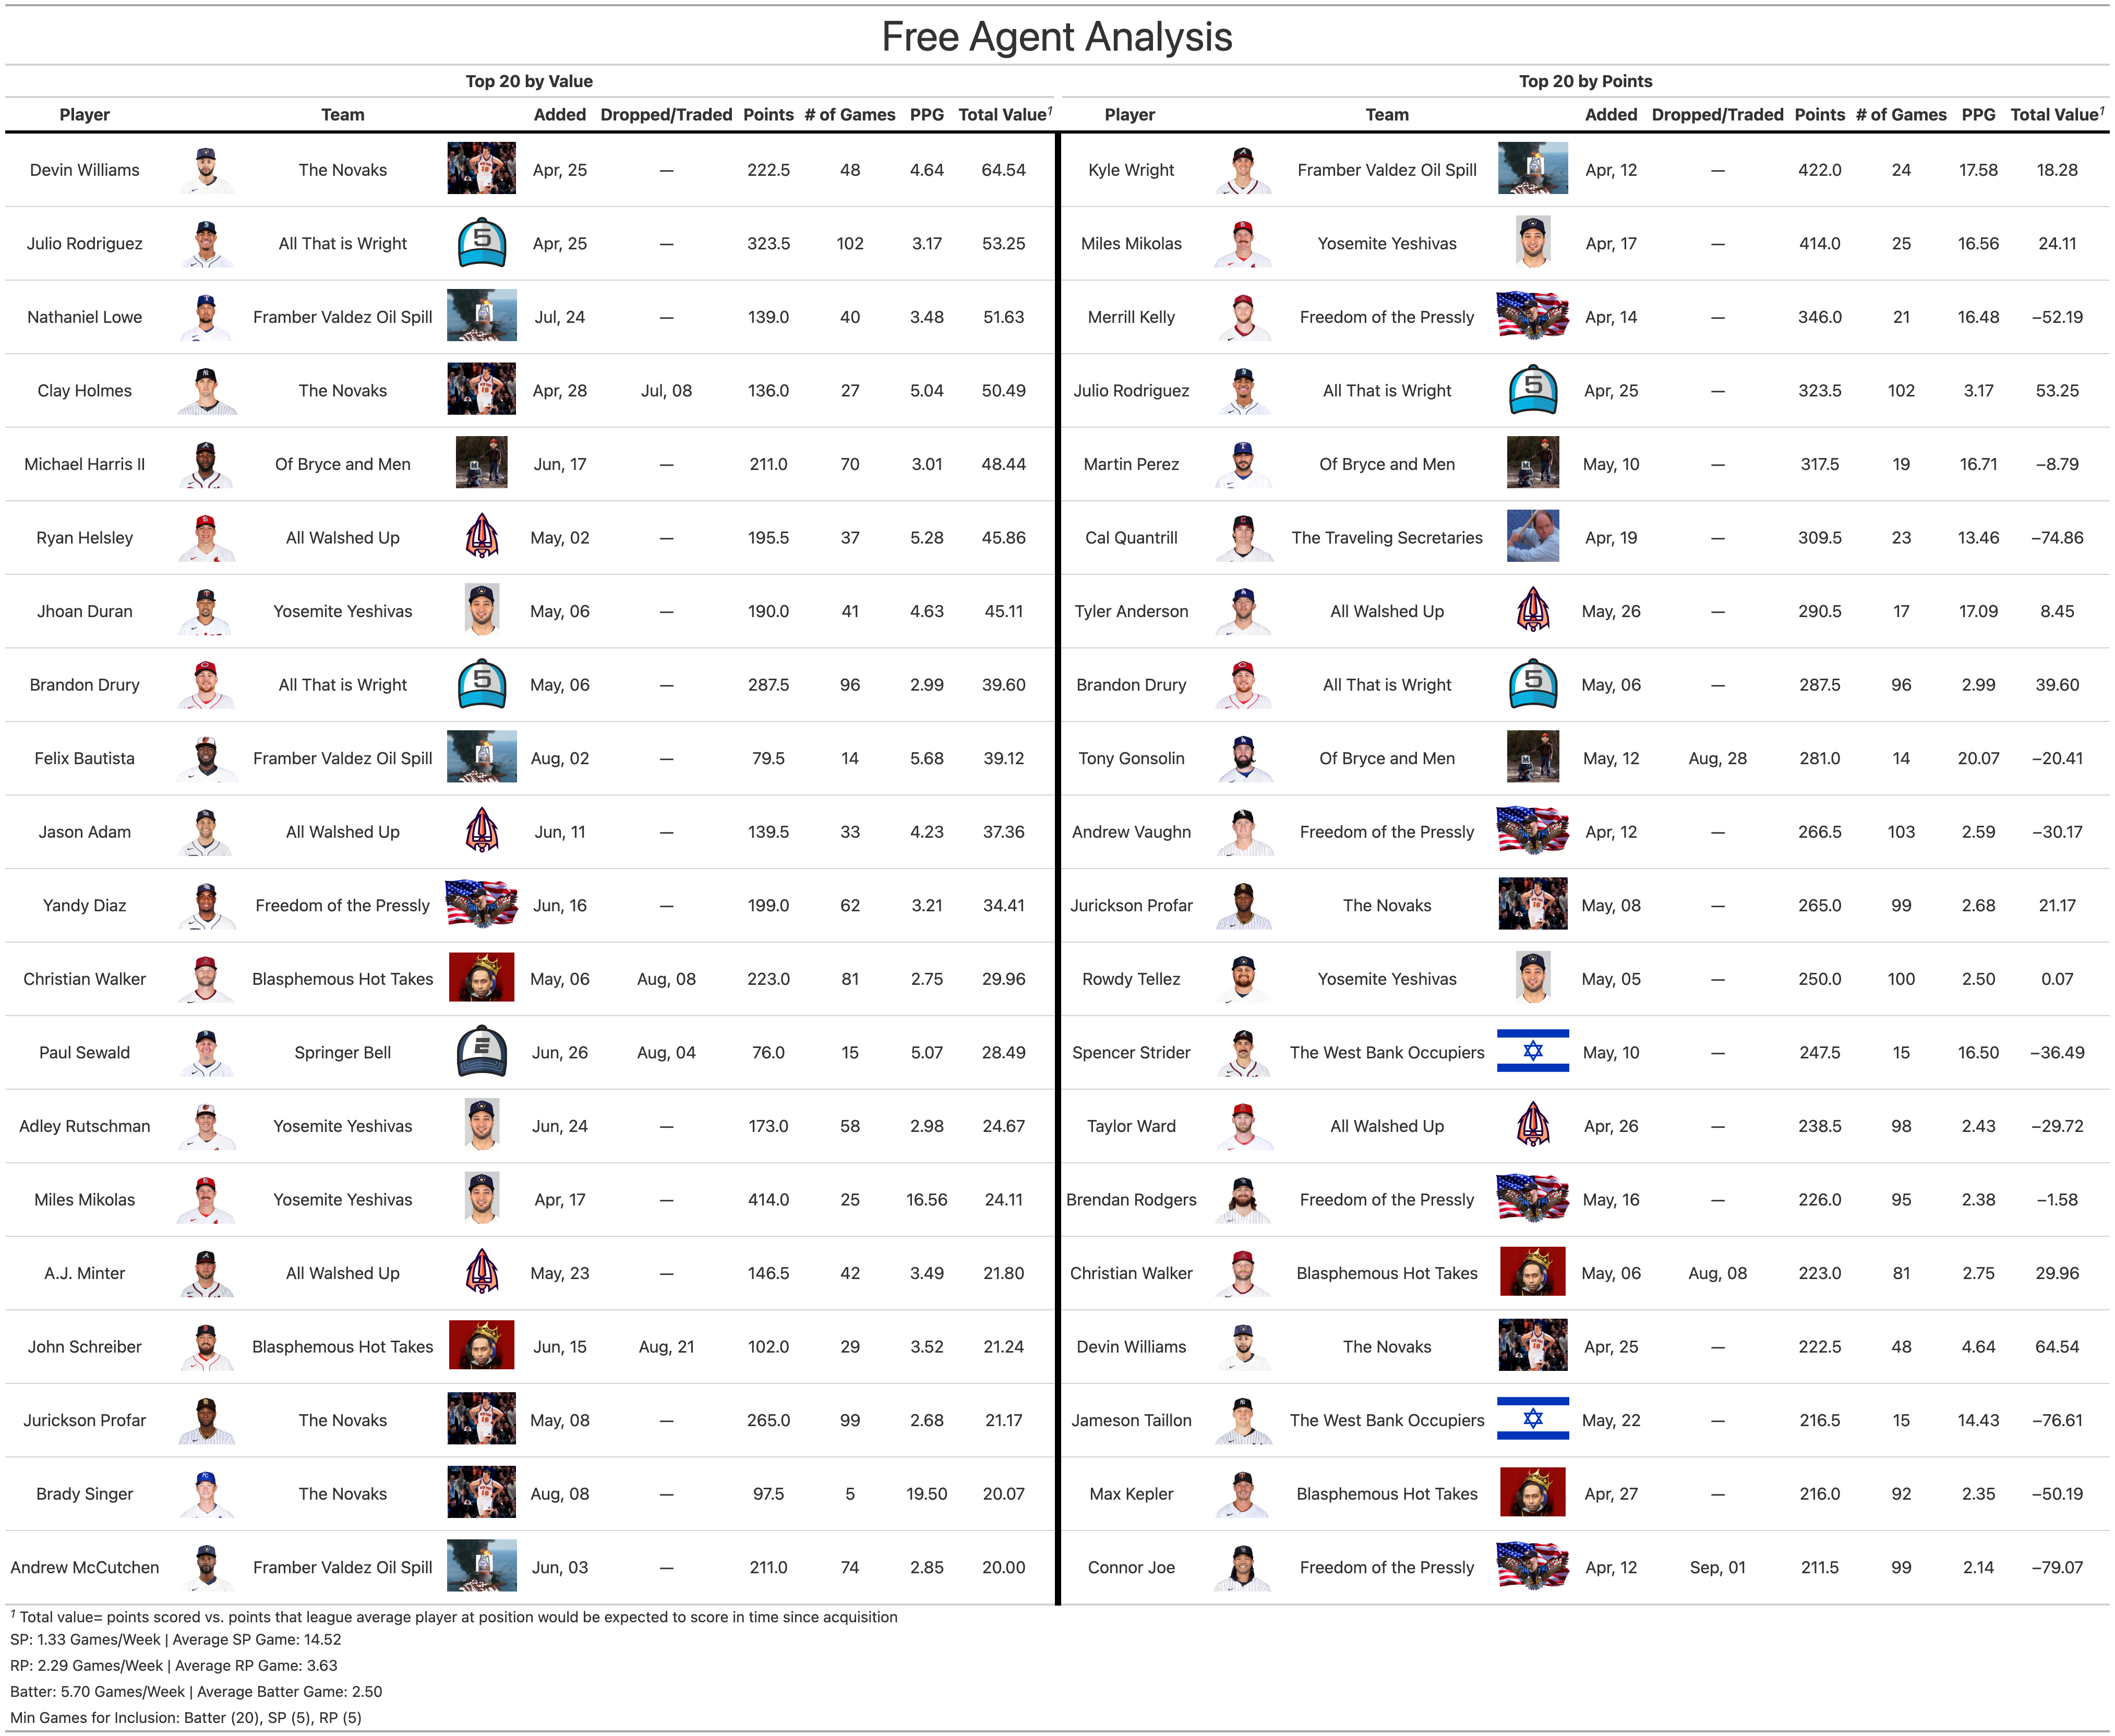 Free Agent Analysis
Top 20 by Value Top 20 by Points
Player Team Added Dropped/Traded Points # of Games PPG Total Value1 Player Team Added Dropped/Traded Points # of Games PPG Total Value1
Devin Williams The Novaks Apr, 25 — 222.5 48 4.64 64.54 Kyle Wright Framber Valdez Oil Spill Apr, 12 — 422.0 24 17.58 18.28
Julio Rodriguez All That is Wright 5 Apr, 25 — 323.5 102 3.17 53.25 Miles Mikolas Yosemite Yeshivas Apr, 17 — 414.0 25 16.56 24.11
Nathaniel Lowe Framber Valdez Oil Spill Jul, 24 — 139.0 40 3.48 51.63 Merrill Kelly Freedom of the Pressly Apr, 14 — 346.0 21 16.48 −52.19
Clay Holmes The Novaks Apr, 28 Jul, 08 136.0 27 5.04 50.49 Julio Rodriguez All That is Wright 5 Apr, 25 — 323.5 102 3.17 53.25
Michael Harris II Of Bryce and Men Jun, 17 — 211.0 70 3.01 48.44 Martin Perez Of Bryce and Men May, 10 — 317.5 19 16.71 −8.79
Ryan Helsley All Walshed Up May, 02 — 195.5 37 5.28 45.86 Cal Quantrill The Traveling Secretaries Apr, 19 — 309.5 23 13.46 −74.86
Jhoan Duran Yosemite Yeshivas May, 06 — 190.0 41 4.63 45.11 Tyler Anderson All Walshed Up May, 26 — 290.5 17 17.09 8.45
Brandon Drury All That is Wright 5 May, 06 — 287.5 96 2.99 39.60 Brandon Drury All That is Wright 5 May, 06 — 287.5 96 2.99 39.60
Felix Bautista Framber Valdez Oil Spill Aug, 02 — 79.5 14 5.68 39.12 Tony Gonsolin Of Bryce and Men May, 12 Aug, 28 281.0 14 20.07 −20.41
Jason Adam All Walshed Up Jun, 11 — 139.5 33 4.23 37.36 Andrew Vaughn Freedom of the Pressly Apr, 12 — 266.5 103 2.59 −30.17
Yandy Diaz Freedom of the Pressly Jun, 16 — 199.0 62 3.21 34.41 Jurickson Profar The Novaks May, 08 — 265.0 99 2.68 21.17
Christian Walker Blasphemous Hot Takes May, 06 Aug, 08 223.0 81 2.75 29.96 Rowdy Tellez Yosemite Yeshivas May, 05 — 250.0 100 2.50 0.07
Paul Sewald Springer Bell E Jun, 26 Aug, 04 76.0 15 5.07 28.49 Spencer Strider The West Bank Occupiers May, 10 — 247.5 15 16.50 −36.49
Adley Rutschman Yosemite Yeshivas Jun, 24 — 173.0 58 2.98 24.67 Taylor Ward All Walshed Up Apr, 26 — 238.5 98 2.43 −29.72
Miles Mikolas Yosemite Yeshivas Apr, 17 — 414.0 25 16.56 24.11 Brendan Rodgers Freedom of the Pressly May, 16 — 226.0 95 2.38 −1.58
A.J. Minter All Walshed Up May, 23 — 146.5 42 3.49 21.80 Christian Walker Blasphemous Hot Takes May, 06 Aug, 08 223.0 81 2.75 29.96
John Schreiber Blasphemous Hot Takes Jun, 15 Aug, 21 102.0 29 3.52 21.24 Devin Williams The Novaks Apr, 25 — 222.5 48 4.64 64.54
Jurickson Profar The Novaks May, 08 — 265.0 99 2.68 21.17 Jameson Taillon The West Bank Occupiers May, 22 — 216.5 15 14.43 −76.61
Brady Singer The Novaks Aug, 08 — 97.5 5 19.50 20.07 Max Kepler Blasphemous Hot Takes Apr, 27 — 216.0 92 2.35 −50.19
Andrew McCutchen Framber Valdez Oil Spill Jun, 03 — 211.0 74 2.85 20.00 Connor Joe Freedom of the Pressly Apr, 12 Sep, 01 211.5 99 2.14 −79.07
1 Total value= points scored vs. points that league average player at position would be expected to score in time since acquisition
SP: 1.33 Games/Week | Average SP Game: 14.52
RP: 2.29 Games/Week | Average RP Game: 3.63
Batter: 5.70 Games/Week | Average Batter Game: 2.50
Min Games for Inclusion: Batter (20), SP (5), RP (5)